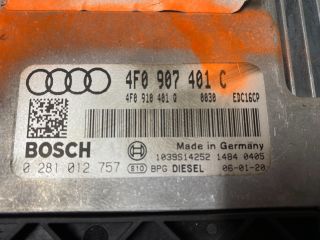 4F0 907 401 C
4F0 910 401 Q 0030 EDC16CP
BOSCH
Made in Germany
1039S14252 1484 0405
0 281 012 757
E10 BPG DIESEL 06-01-20